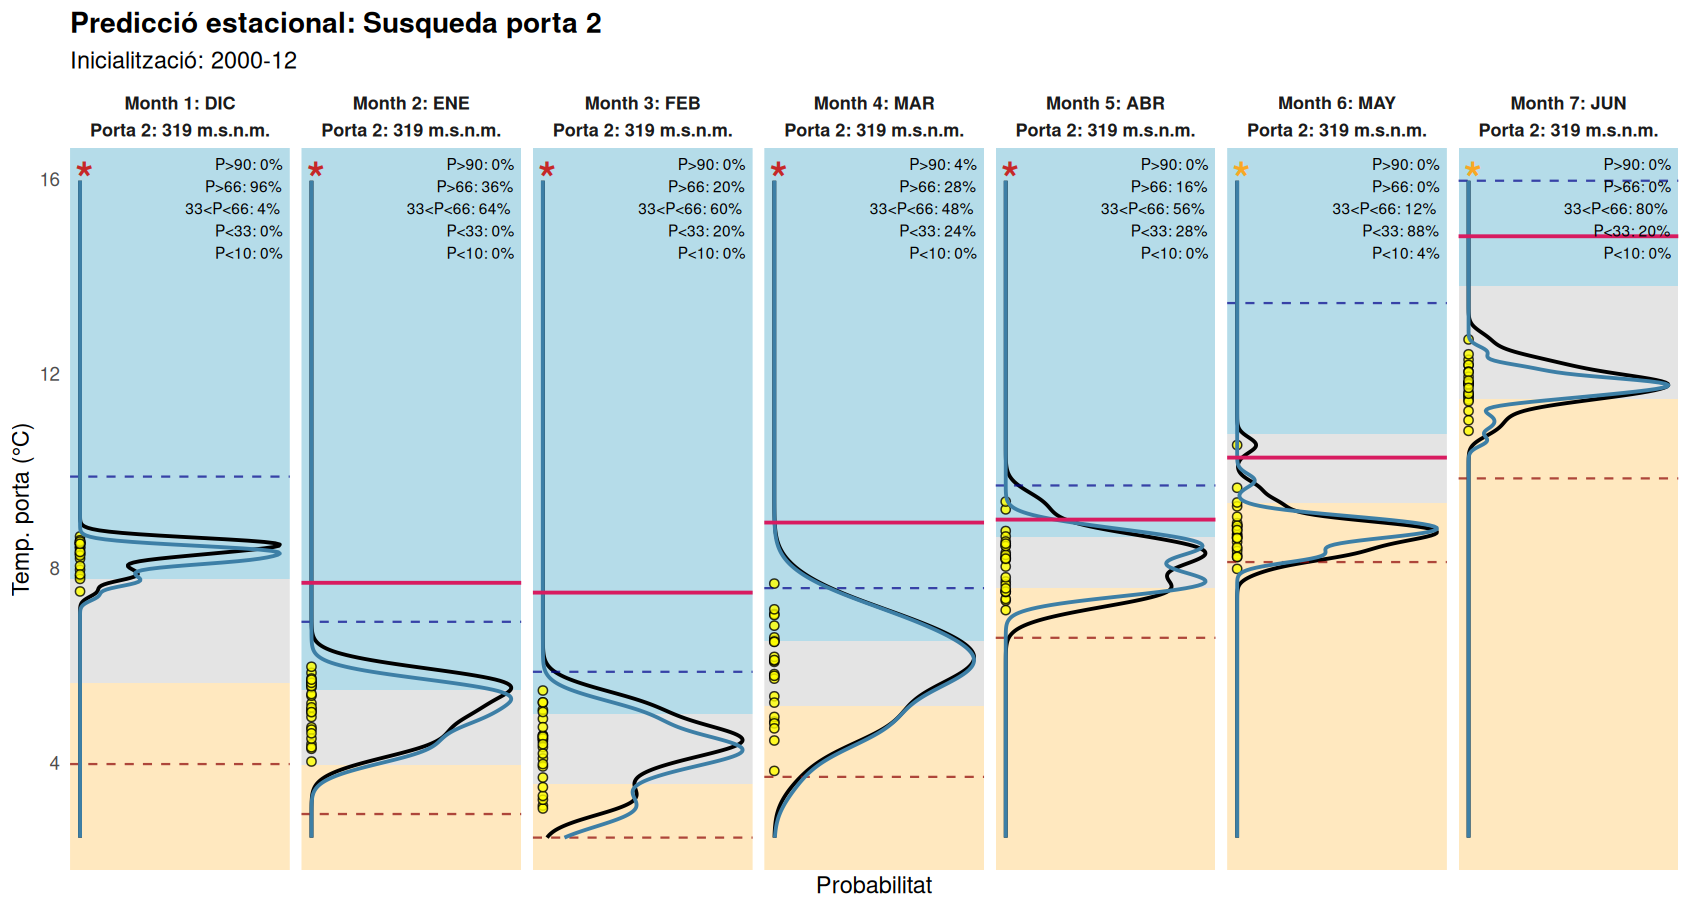 Predicció estacional: Susqueda porta 2
Inicialització: 2000-12
Month 1: DIC
Porta 2: 319 m.s.n.m.
Month 2: ENE
Porta 2: 319 m.s.n.m.
Month 3: FEB
Porta 2: 319 m.s.n.m.
Month 4: MAR
Porta 2: 319 m.s.n.m.
Month 5: ABR
Porta 2: 319 m.s.n.m.
Month 6: MAY
Porta 2: 319 m.s.n.m.
Month 7: JUN
Porta 2: 319 m.s.n.m.
*
P>90: 0%
P>66: 96%
33<P<66: 4%
P<33: 0%
P<10: 0%
*
P>90: 0%
P>66: 36%
33<P<66: 64%
P<33: 0%
P<10: 0%
*
P>90: 0%
P>66: 20%
33<P<66: 60%
P<33: 20%
P<10: 0%
*
P>90: 4%
P>66: 28%
33<P<66: 48%
P<33: 24%
P<10: 0%
*
P>90: 0%
P>66: 16%
33<P<66: 56%
P<33: 28%
P<10: 0%
*
P>90: 0%
P>66: 0%
33<P<66: 12%
P<33: 88%
P<10: 4%
*
P>90: 0%
P>66: 0%
33<P<66: 80%
P<33: 20%
P<10: 0%
16
12
8
4
Temp. porta (°C)
Probabilitat